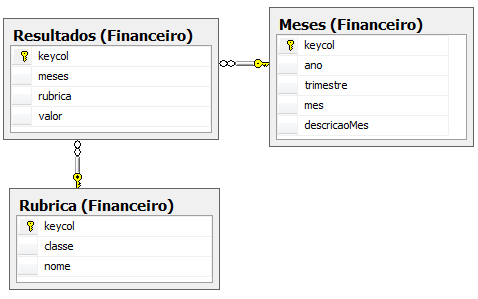 Resultados (Financeiro)
keycol
meses
rubrica
valor
Meses (Financeiro)
keycol
ano
trimestre
mes
descricaoMes
Rubrica (Financeiro)
keycol
classe
nome